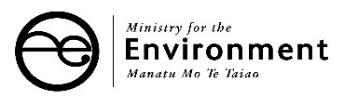 Ministry for the
Environment
Manatu Mo Te Taiao